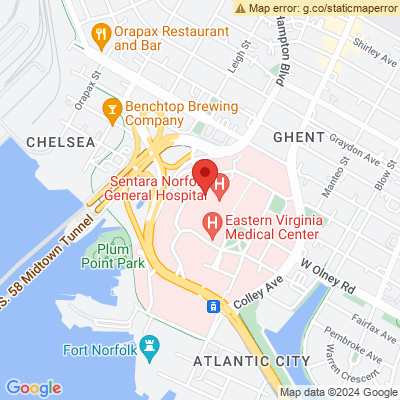 Map error: g.co/staticmaperror
Orapax Restaurant
and Bar
Hampton Blvd
Shirley Ave
Leigh St
Orapax St
Benchtop Brewing
Company
CHELSEA
GHENT
Graydon Ave
Blow St
Manteo St
Sentara Norfolk
General Hospital
H
H
Eastern Virginia
Medical Center
S. 58 Midtown Tunnel
Plum
Point Park
W Olney Rd
Colley Ave
Fairfax Ave
Pembroke Ave
Warren Crescent
Fort Norfolk
ATLANTIC CITY
Google
Map data ©2024 Google